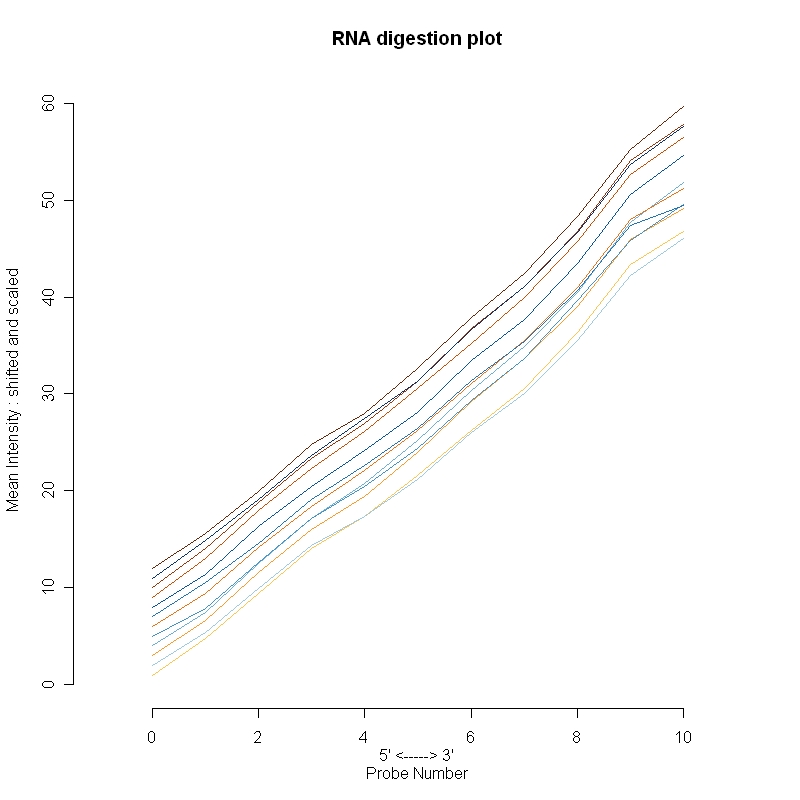 RNA digestion plot
Mean Intensity : shifted and scaled
60
50
40
30
20
10
0
0 2 4 6 8 10
5' <-----> 3'
Probe Number